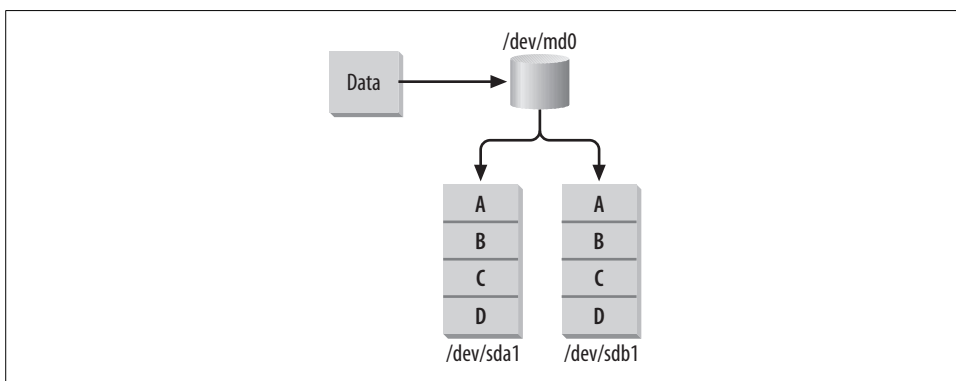 /dev/md0
Data
A A
B B
C C
D D
/dev/sda1 /dev/sdb1